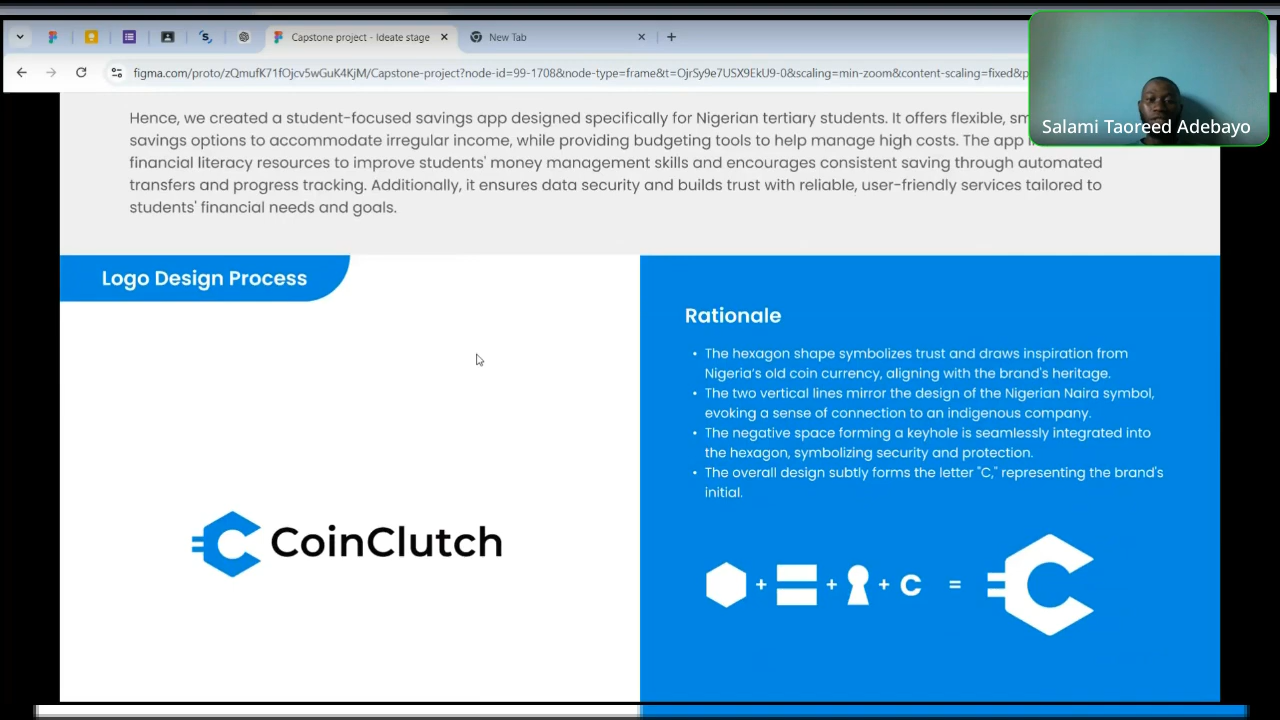 Capstone project - Ideate stage
New Tab
figma.com/proto/zQmufK71fOjcv5wGuK4KjM/Capstone-project?node-id=99-1708&node-type=frame&t=OjrSy9e7USX9EkU9-0&scaling=min-zoom&content-scaling=fixed&p
Salami Taoreed Adebayo
Hence, we created a student-focused savings app designed specifically for Nigerian tertiary students. It offers flexible,
savings options to accommodate irregular income, while providing budgeting tools to help manage high costs. The app
financial literacy resources to improve students' money management skills and encourages consistent saving through automated
transfers and progress tracking. Additionally, it ensures data security and builds trust with reliable, user-friendly services tailored to
students' financial needs and goals.
Logo Design Process
CoinClutch
Rationale
• The hexagon shape symbolizes trust and draws inspiration from
Nigeria's old coin currency, aligning with the brand's heritage.
• The two vertical lines mirror the design of the Nigerian Naira symbol,
evoking a sense of connection to an indigenous company.
• The negative space forming a keyhole is seamlessly integrated into
the hexagon, symbolizing security and protection.
• The overall design subtly forms the letter "C," representing the brand's
initial.
+ + + C =